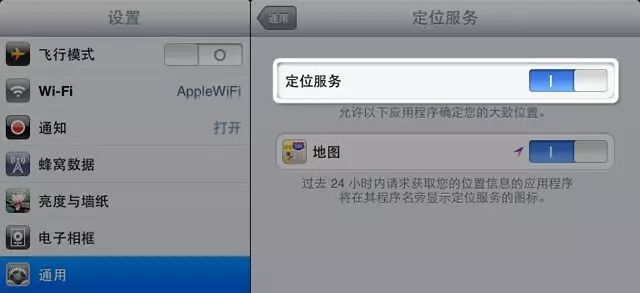 设置
飞行模式
Wi-Fi AppleWiFi
通知 打开
蜂窝数据
亮度与墙纸
电子相框
通用
通用 定位服务
定位服务
允许以下应用程序确定您的大致位置。
地图
过去 24 小时内请求获取您的位置信息的应用程序
将在其程序名旁显示定位服务的图标。